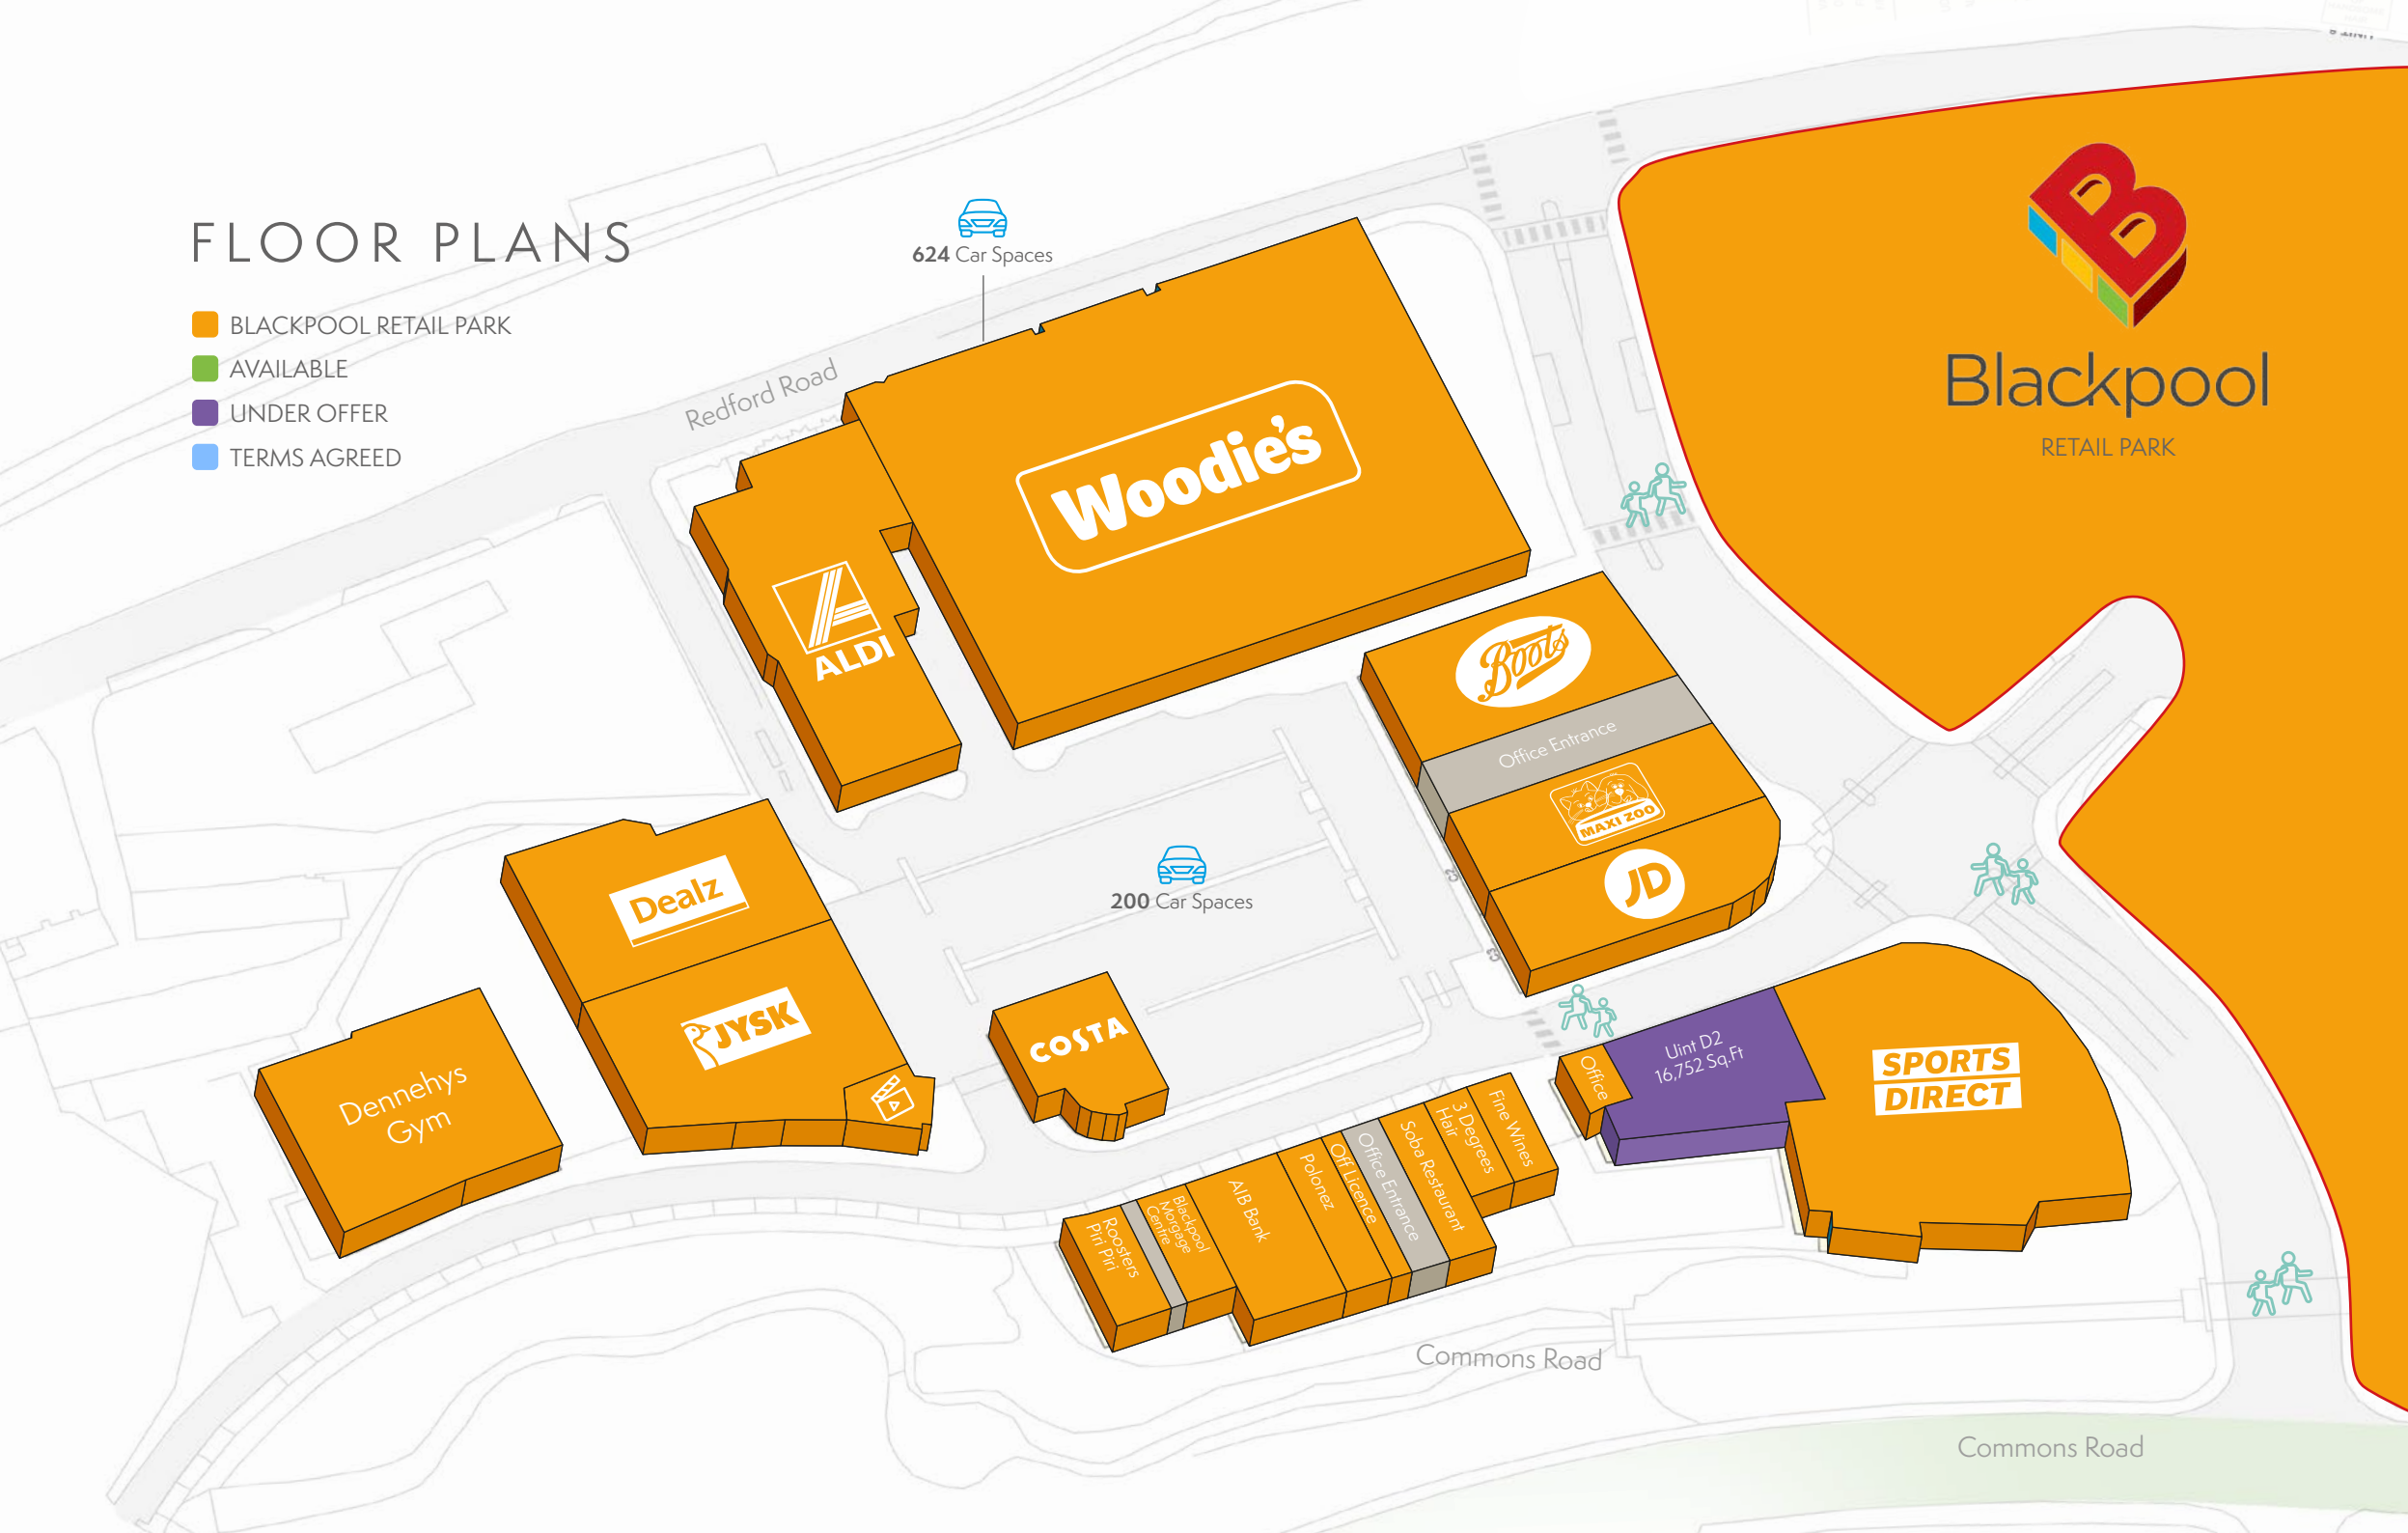 FLOOR PLANS
BLACKPOOL RETAIL PARK
AVAILABLE
UNDER OFFER
TERMS AGREED
624 Car Spaces
Redford Road
Woodie's
ALDI
Blackpool
RETAIL PARK
Boots
Office Entrance
MAXI ZOO
JD
C2
C3
200 Car Spaces
Dealz
JYSK
COSTA
Dennehys
Gym
Office
Uint D2
16,752 Sq.Ft
SPORTS
DIRECT
Roosters
Piri Piri
Blackpool
Morgage
Centre
AIB Bank
Polonez
Off Licence
Office Entrance
Soba Restaurant
3 Degrees
Hair
Fine Wines
Commons Road
Commons Road